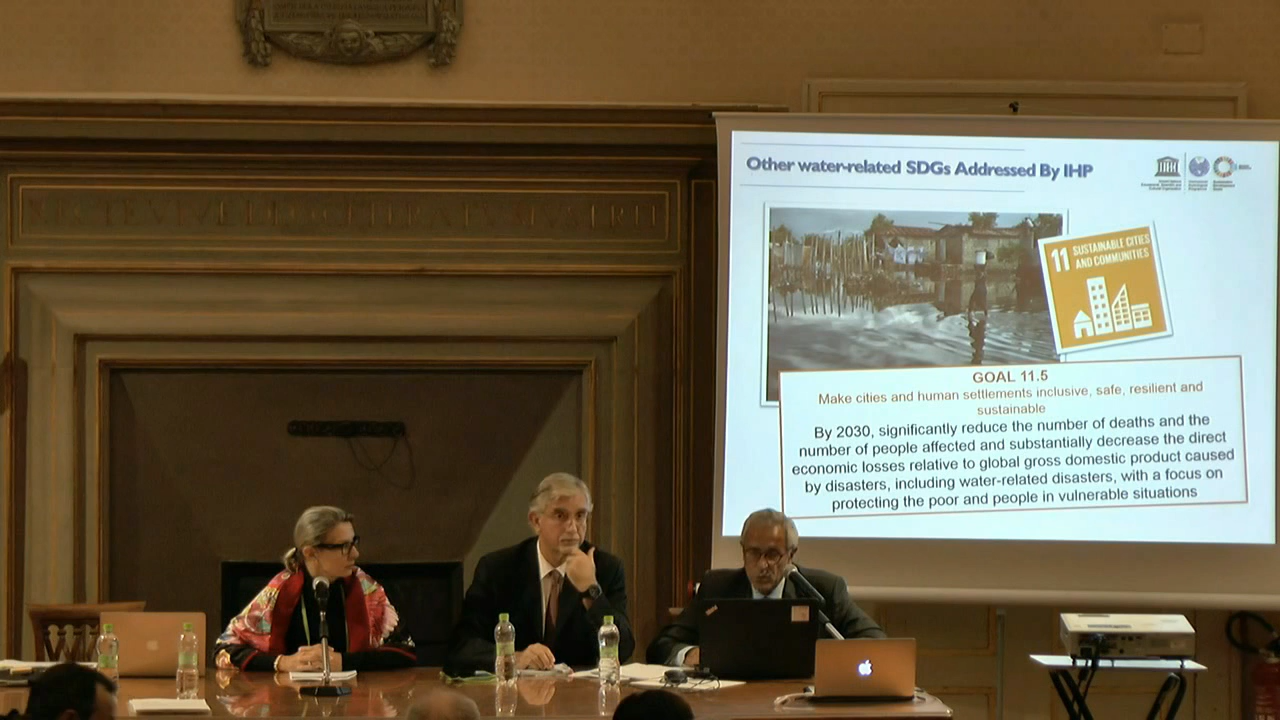 Other water-related SDGs Addressed By IHP
11 SUSTAINABLE CITIES
AND COMMUNITIES
GOAL 11.5
Make cities and human settlements inclusive, safe, resilient and
sustainable
By 2030, significantly reduce the number of deaths and the
number of people affected and substantially decrease the direct
economic losses relative to global gross domestic product caused
by disasters, including water-related disasters, with a focus on
protecting the poor and people in vulnerable situations